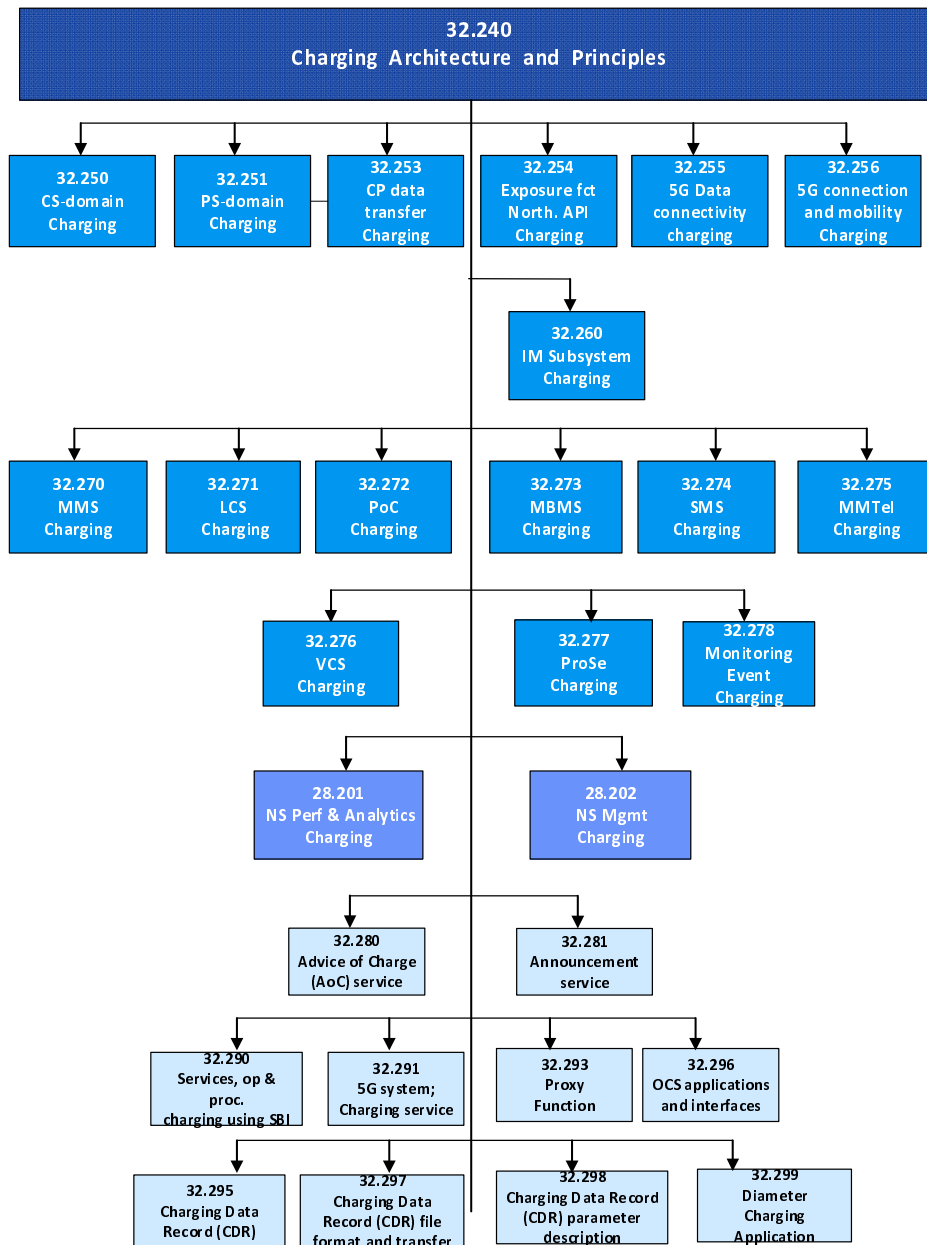 32.240
Charging Architecture and Principles
32.250
CS-domain
Charging
32.251
PS-domain
Charging
32.253
CP data
transfer
Charging
32.254
Exposure fct
North. API
Charging
32.255
5G Data
connectivity
charging
32.256
5G connection
and mobility
Charging
32.260
IM Subsystem
Charging
32.270
MMS
Charging
32.271
LCS
Charging
32.272
PoC
Charging
32.273
MBMS
Charging
32.274
SMS
Charging
32.275
MMTel
Charging
32.276
VCS
Charging
32.277
ProSe
Charging
32.278
Monitoring
Event
Charging
28.201
NS Perf & Analytics
Charging
28.202
NS Mgmt
Charging
32.280
Advice of Charge
(AoC) service
32.281
Announcement
service
32.290
Services, op &
proc.
charging using SBI
32.291
5G system;
Charging service
32.293
Proxy
Function
32.296
OCS applications
and interfaces
32.295
Charging Data
Record (CDR)
32.297
Charging Data
Record (CDR) file
format and transfer
32.298
Charging Data Record
(CDR) parameter
description
32.299
Diameter
Charging
Application